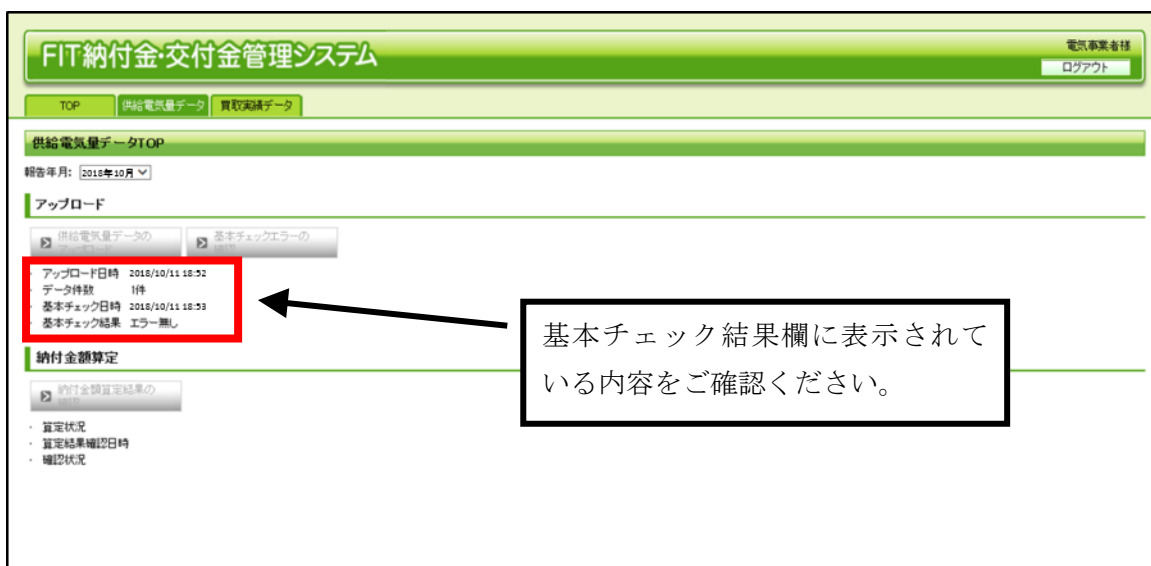 FIT納付金・交付金管理システム
電気事業者様
ログアウト
TOP
供給電気量データ
買取実績データ
供給電気量データTOP
報告年月: 2018年10月
アップロード
供給電気量データの
アップロード
基本チェックエラーの
確認
・ アップロード日時 2018/10/11 18:52
・ データ件数 1件
・ 基本チェック日時 2018/10/11 18:53
・ 基本チェック結果 エラー無し
基本チェック結果欄に表示されて
いる内容をご確認ください。
納付金額算定
納付金額算定結果の
確認
・ 算定状況
・ 算定結果確認日時
・ 確認状況